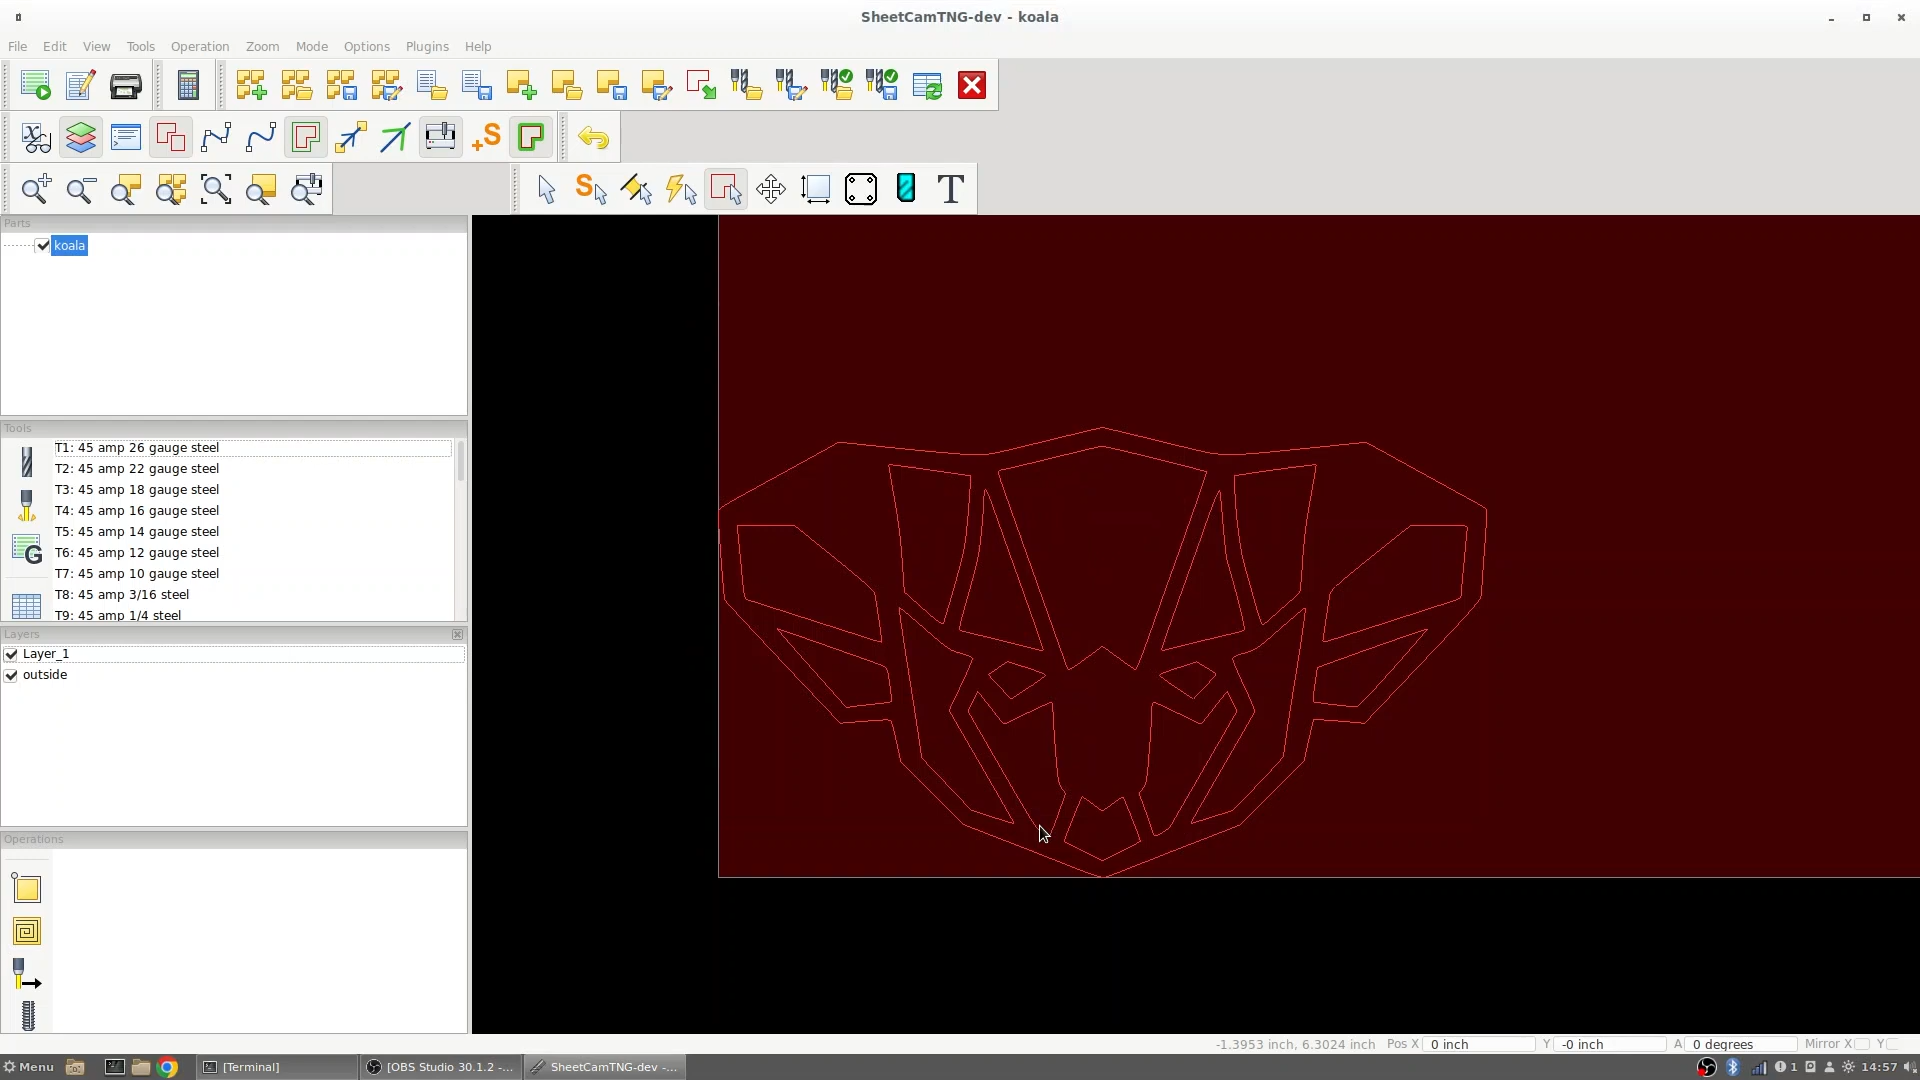 SheetCamTNG-dev - koala
File Edit View Tools Operation Zoom Mode Options Plugins Help
Parts
koala
Tools
T1: 45 amp 26 gauge steel
T2: 45 amp 22 gauge steel
T3: 45 amp 18 gauge steel
T4: 45 amp 16 gauge steel
T5: 45 amp 14 gauge steel
T6: 45 amp 12 gauge steel
T7: 45 amp 10 gauge steel
T8: 45 amp 3/16 steel
T9: 45 amp 1/4 steel
Layers
Layer_1
outside
Operations
-1.3953 inch, 6.3024 inch Pos X 0 inch Y -0 inch A 0 degrees Mirror X Y
Menu [Terminal] [OBS Studio 30.1.2 -... SheetCamTNG-dev -... 1 14:57